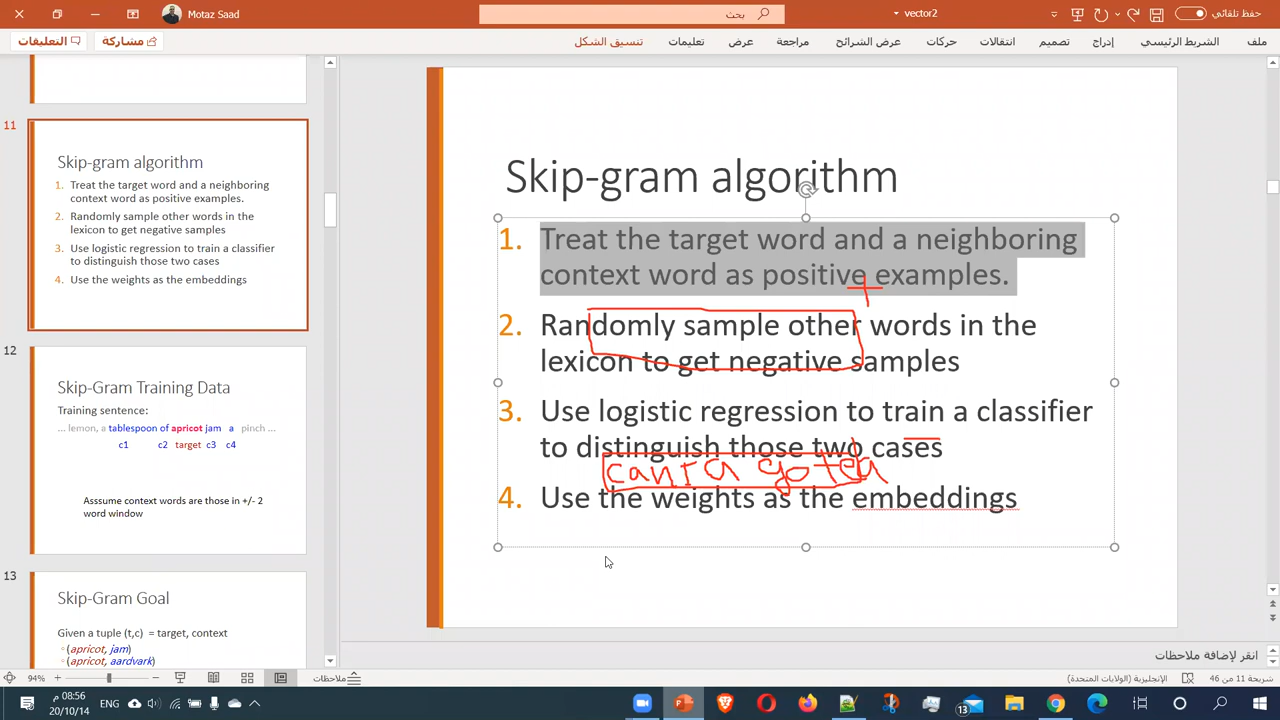 Motaz Saad
بحث
vector2
حفظ تلقائي
التعليقات
مشاركة
تنسيق الشكل
تعليمات
عرض
مراجعة
عرض الشرائح
حركات
انتقالات
تصميم
إدراج
الشريط الرئيسي
ملف
11
Skip-gram algorithm
1. Treat the target word and a neighboring
context word as positive examples.
2. Randomly sample other words in the
lexicon to get negative samples
3. Use logistic regression to train a classifier
to distinguish those two cases
4. Use the weights as the embeddings
12
Skip-Gram Training Data
Training sentence:
... lemon, a tablespoon of apricot jam a pinch ...
c1 c2 target c3 c4
Asssume context words are those in +/- 2
word window
13
Skip-Gram Goal
Given a tuple (t,c) = target, context
(apricot, jam)
(apricot, aardvark)
Skip-gram algorithm
1. Treat the target word and a neighboring
context word as positive examples.
+
2. Randomly sample other words in the
lexicon to get negative samples
3. Use logistic regression to train a classifier
to distinguish those two cases
4. Use the weights as the embeddings
انقر لإضافة ملاحظات
94%
ملاحظات
الإنجليزية (الولايات المتحدة)
شريحة 11 من 46
08:56
20/10/14
ENG
13